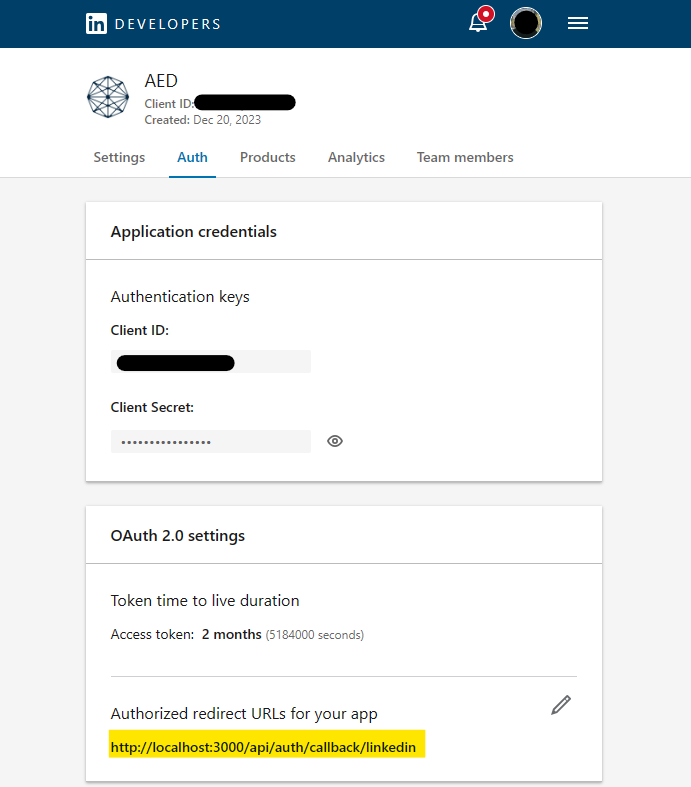 in DEVELOPERS
AED
Client ID:
Created: Dec 20, 2023
Settings Auth Products Analytics Team members
Application credentials
Authentication keys
Client ID:
Client Secret:
••••••••••••••••
OAuth 2.0 settings
Token time to live duration
Access token: 2 months (5184000 seconds)
Authorized redirect URLs for your app
http://localhost:3000/api/auth/callback/linkedin